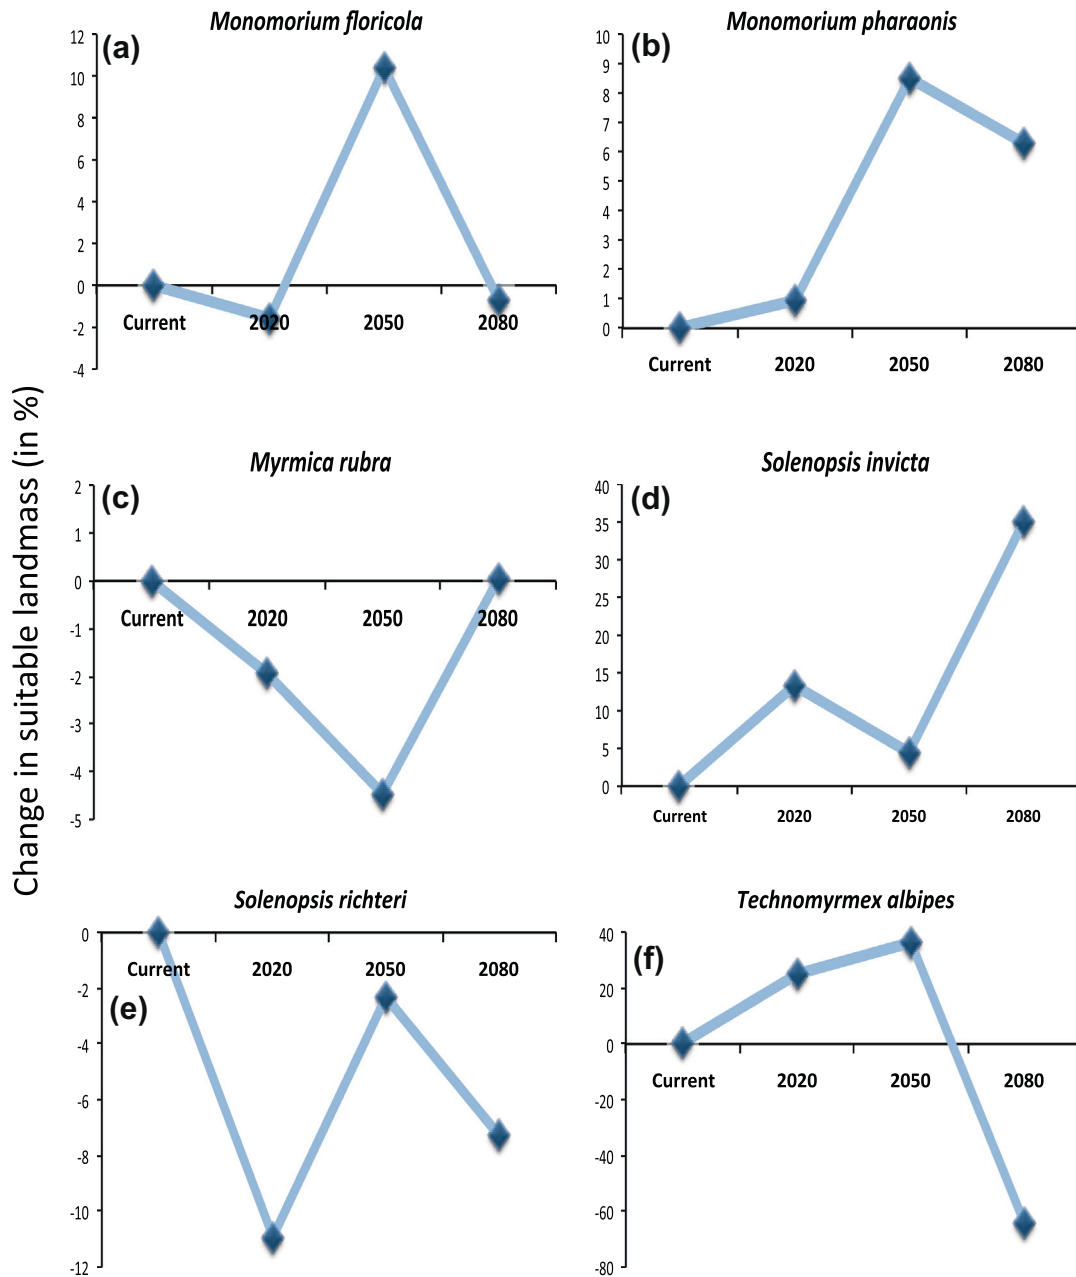 Change in suitable landmass (in %)
Monomorium floricola
(a)
12
10
8
6
4
2
0
-2
-4
Current 2020 2050 2080
Monomorium pharaonis
(b)
10
9
8
7
6
5
4
3
2
1
0
Current 2020 2050 2080
Myrmica rubra
(c)
2
1
0
-1
-2
-3
-4
-5
Current 2020 2050 2080
Solenopsis invicta
(d)
40
35
30
25
20
15
10
5
0
Current 2020 2050 2080
Solenopsis richteri
(e)
0
-2
-4
-6
-8
-10
-12
Current 2020 2050 2080
Technomyrmex albipes
(f)
40
20
0
-20
-40
-60
-80
Current 2020 2050 2080